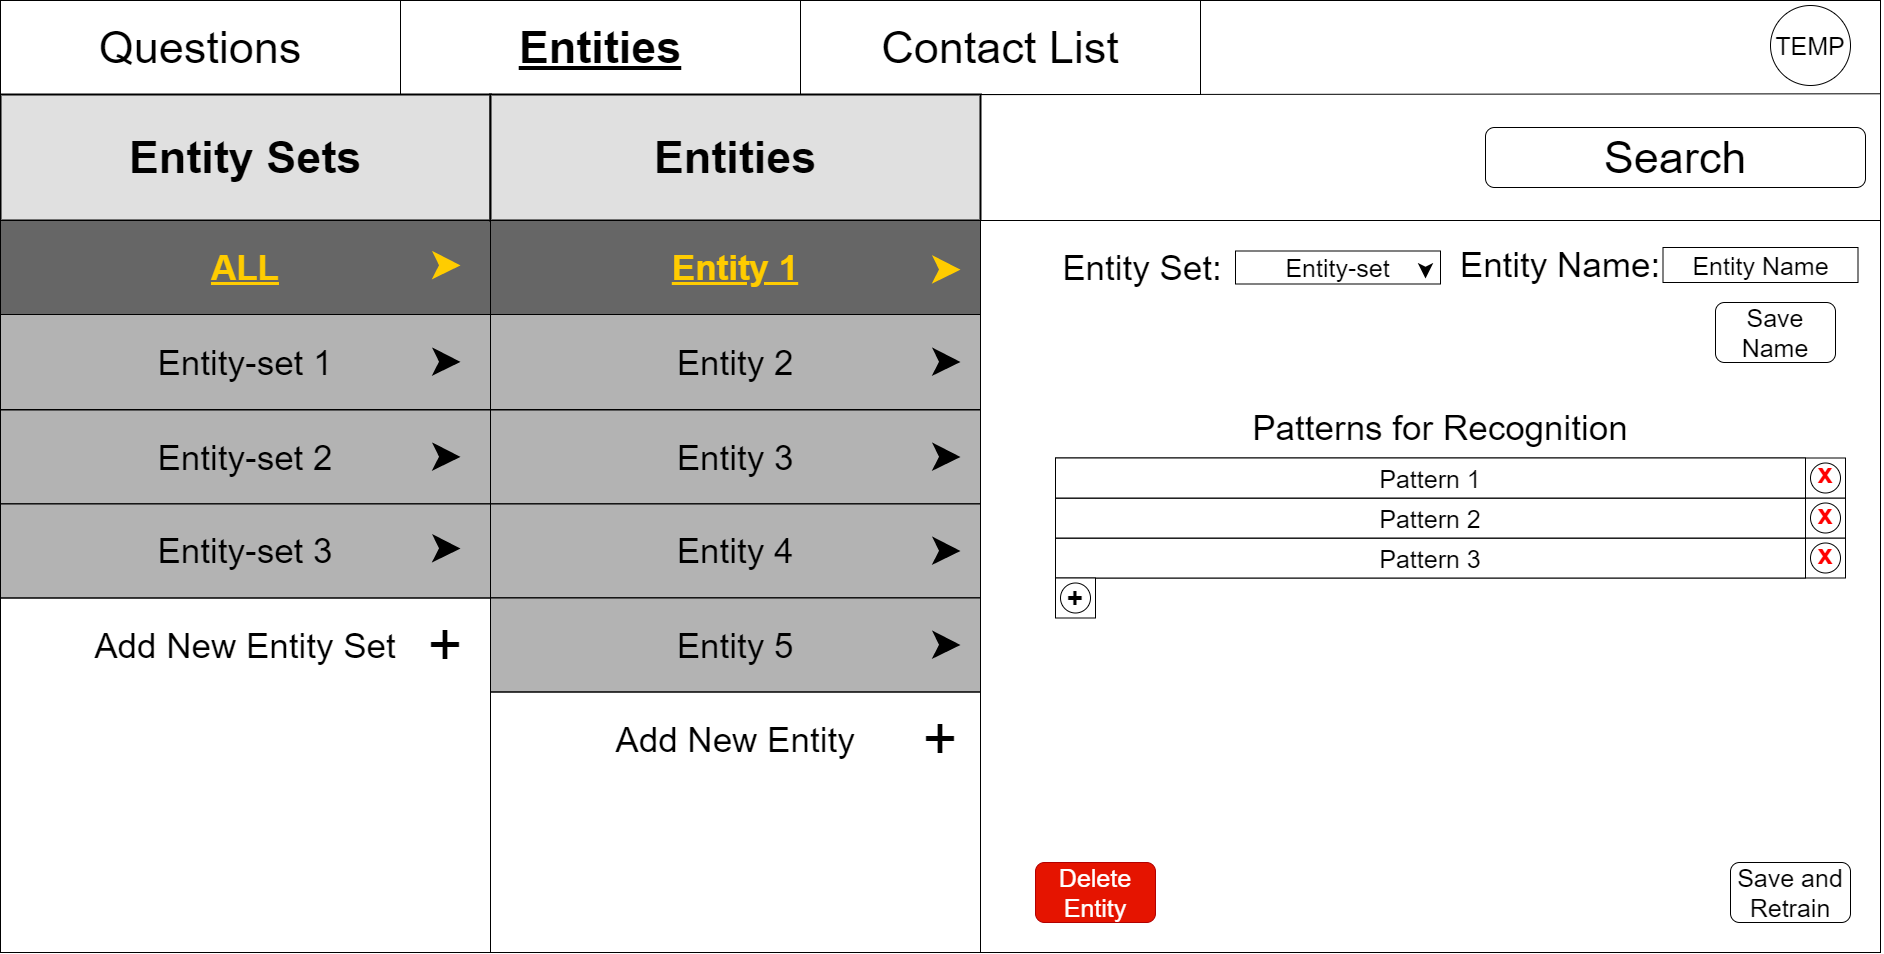 Questions
Entities
Contact List
TEMP
Entity Sets
Entities
Search
ALL
Entity-set 1
Entity-set 2
Entity-set 3
Add New Entity Set +
Entity 1
Entity 2
Entity 3
Entity 4
Entity 5
Add New Entity +
Entity Set: Entity-set
Entity Name: Entity Name
Save
Name
Patterns for Recognition
Pattern 1 X
Pattern 2 X
Pattern 3 X
+
Delete
Entity
Save and
Retrain